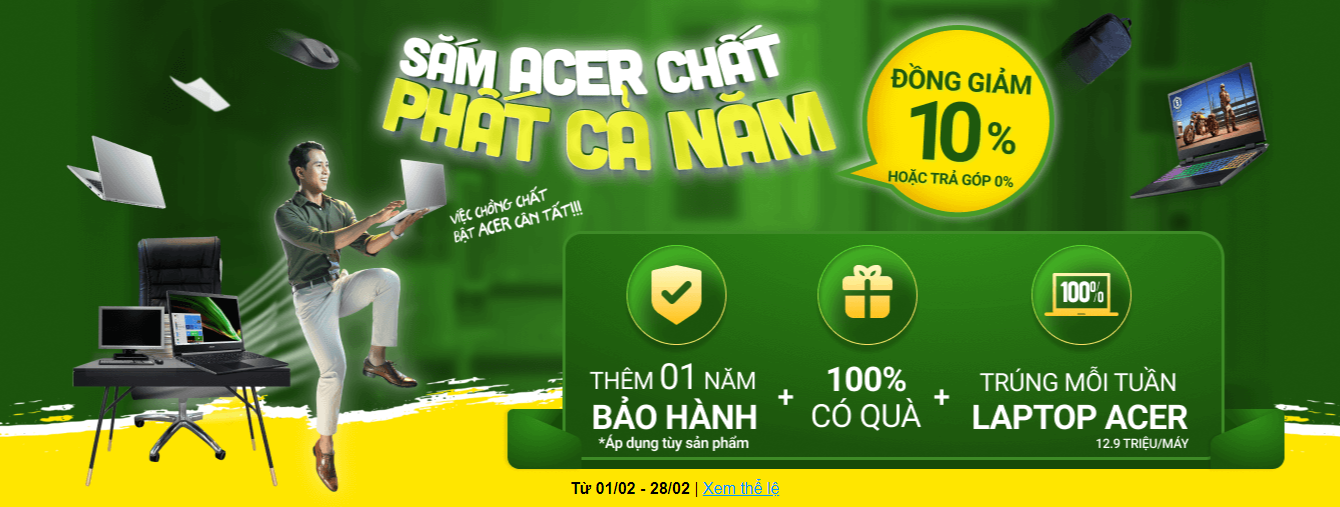 SẮM ACER CHẤT
PHẤT CẢ NĂM
ĐỒNG GIẢM
10%
HOẶC TRẢ GÓP 0%
VIỆC CHỒNG CHẤT
BẬT ACER CÂN TẤT!!!
100%
THÊM 01 NĂM
BẢO HÀNH
*Áp dụng tùy sản phẩm
+
100%
CÓ QUÀ
+
TRÚNG MỖI TUẦN
LAPTOP ACER
12.9 TRIỆU/MÁY
Từ 01/02 - 28/02 | Xem thể lệ